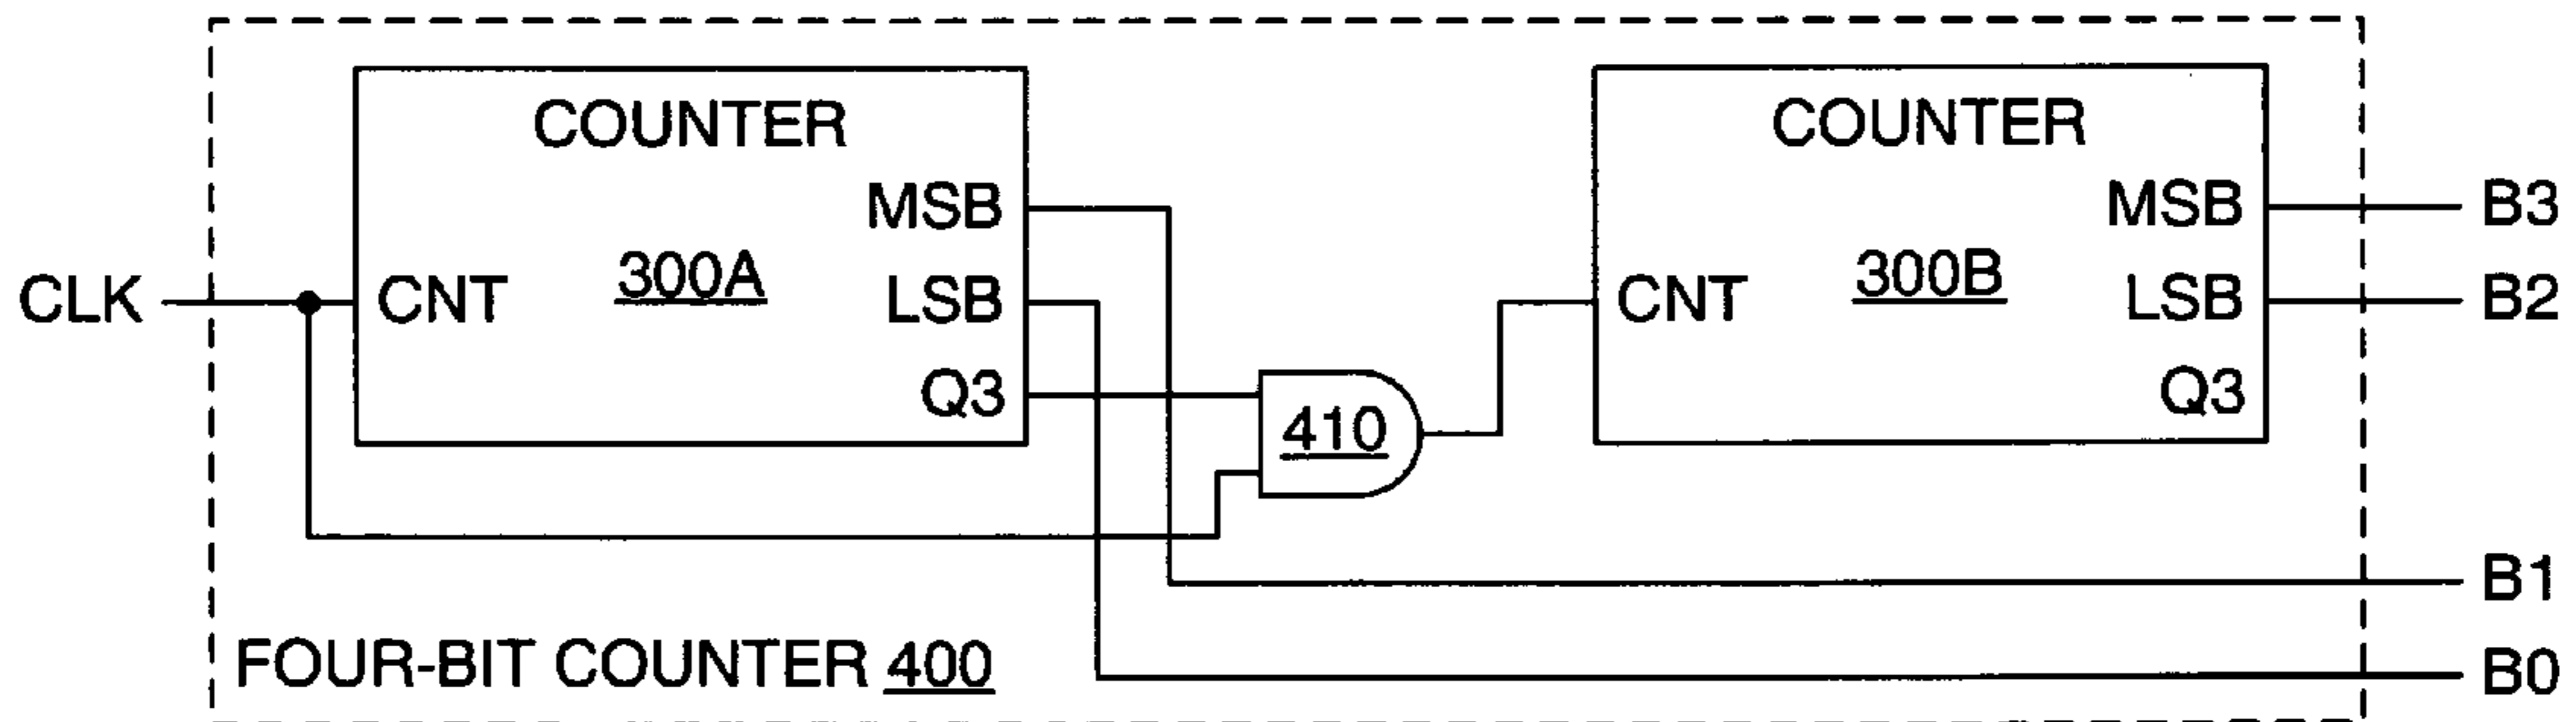 COUNTER
MSB
300A
CLK
CNT
LSB
Q3
410
COUNTER
MSB
300B
CNT
LSB
Q3
B3
B2
B1
B0
FOUR-BIT COUNTER 400